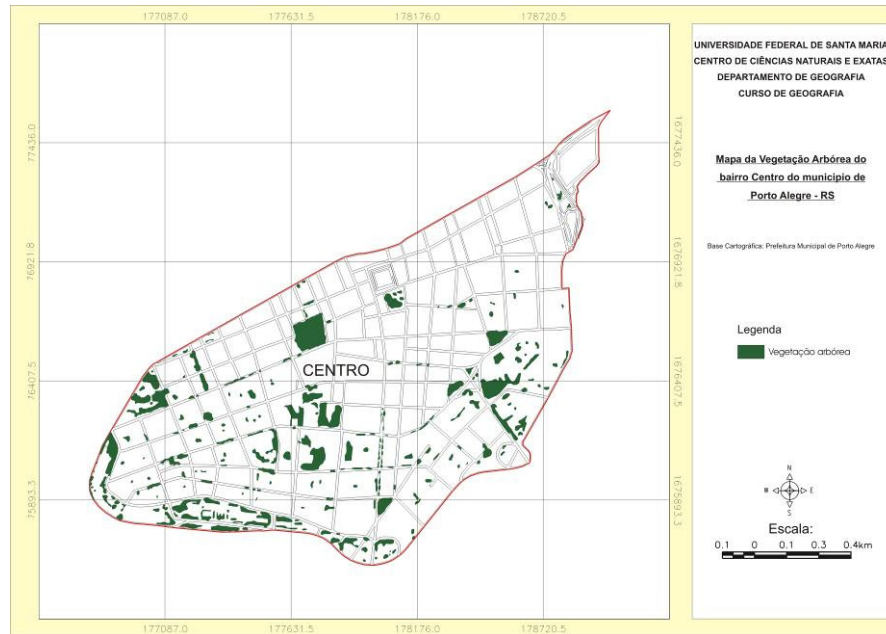 177087.0 177631.5 178176.0 178720.5
77436.0
76921.8
76407.5
75893.3
CENTRO
1677436.0
1676921.8
1676407.5
1675893.3
177087.0 177631.5 178176.0 178720.5
UNIVERSIDADE FEDERAL DE SANTA MARIA
CENTRO DE CIÊNCIAS NATURAIS E EXATAS
DEPARTAMENTO DE GEOGRAFIA
CURSO DE GEOGRAFIA
Mapa da Vegetação Arbórea do
bairro Centro do municipio de
Porto Alegre - RS
Base Cartográfica: Prefeitura Municipal de Porto Alegre
Legenda
Vegetação arbórea
N
W E
S
Escala:
0.1 0 0.1 0.3 0.4km